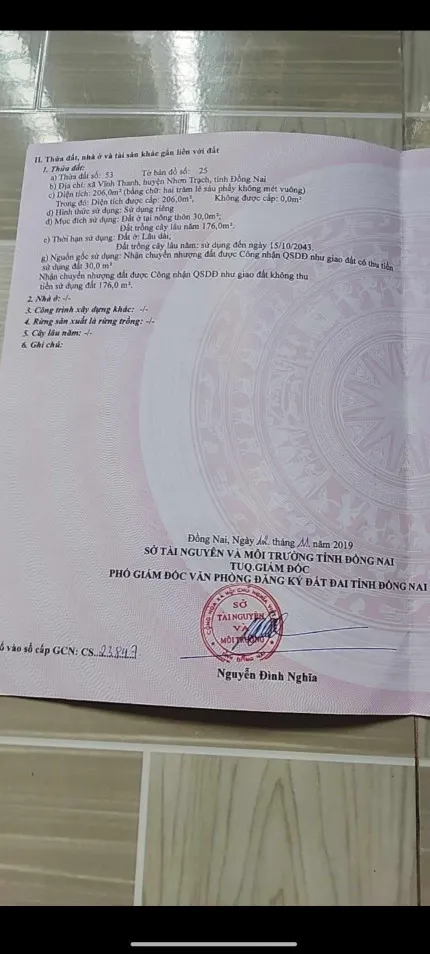 II. Thửa đất, nhà ở và tài sản khác gắn liền với đất
1. Thửa đất:
a) Thửa đất số: 53 Tờ bản đồ số: 25
b) Địa chỉ: xã Vĩnh Thanh, huyện Nhơn Trạch, tỉnh Đồng Nai
c) Diện tích: 206,0m² (bằng chữ: hai trăm lẻ sáu phẩy không mét vuông)
Trong đó: Diện tích được cấp: 206,0m², Không được cấp: 0,0m²
d) Hình thức sử dụng: Sử dụng riêng
đ) Mục đích sử dụng: Đất ở tại nông thôn 30,0m²;
Đất trồng cây lâu năm 176,0m².
e) Thời hạn sử dụng: Đất ở: Lâu dài,
Đất trồng cây lâu năm: sử dụng đến ngày 15/10/2043.
g) Nguồn gốc sử dụng: Nhận chuyển nhượng đất được Công nhận QSDĐ như giao đất có thu tiền
sử dụng đất 30,0 m²
Nhận chuyển nhượng đất được Công nhận QSDĐ như giao đất không thu
tiền sử dụng đất 176,0 m².
2. Nhà ở: -/-
3. Công trình xây dựng khác: -/-
4. Rừng sản xuất là rừng trồng: -/-
5. Cây lâu năm: -/-
6. Ghi chú:
Đồng Nai, Ngày tháng 11 năm 2019
SỞ TÀI NGUYÊN VÀ MÔI TRƯỜNG TỈNH ĐỒNG NAI
TUQ.GIÁM ĐỐC
PHÓ GIÁM ĐỐC VĂN PHÒNG ĐĂNG KÝ ĐẤT ĐAI TỈNH ĐỒNG NAI
SỞ
TÀI NGUYÊN
VÀ
MÔI TRƯỜNG
ố vào sổ cấp GCN: CS.23847
Nguyễn Đình Nghĩa